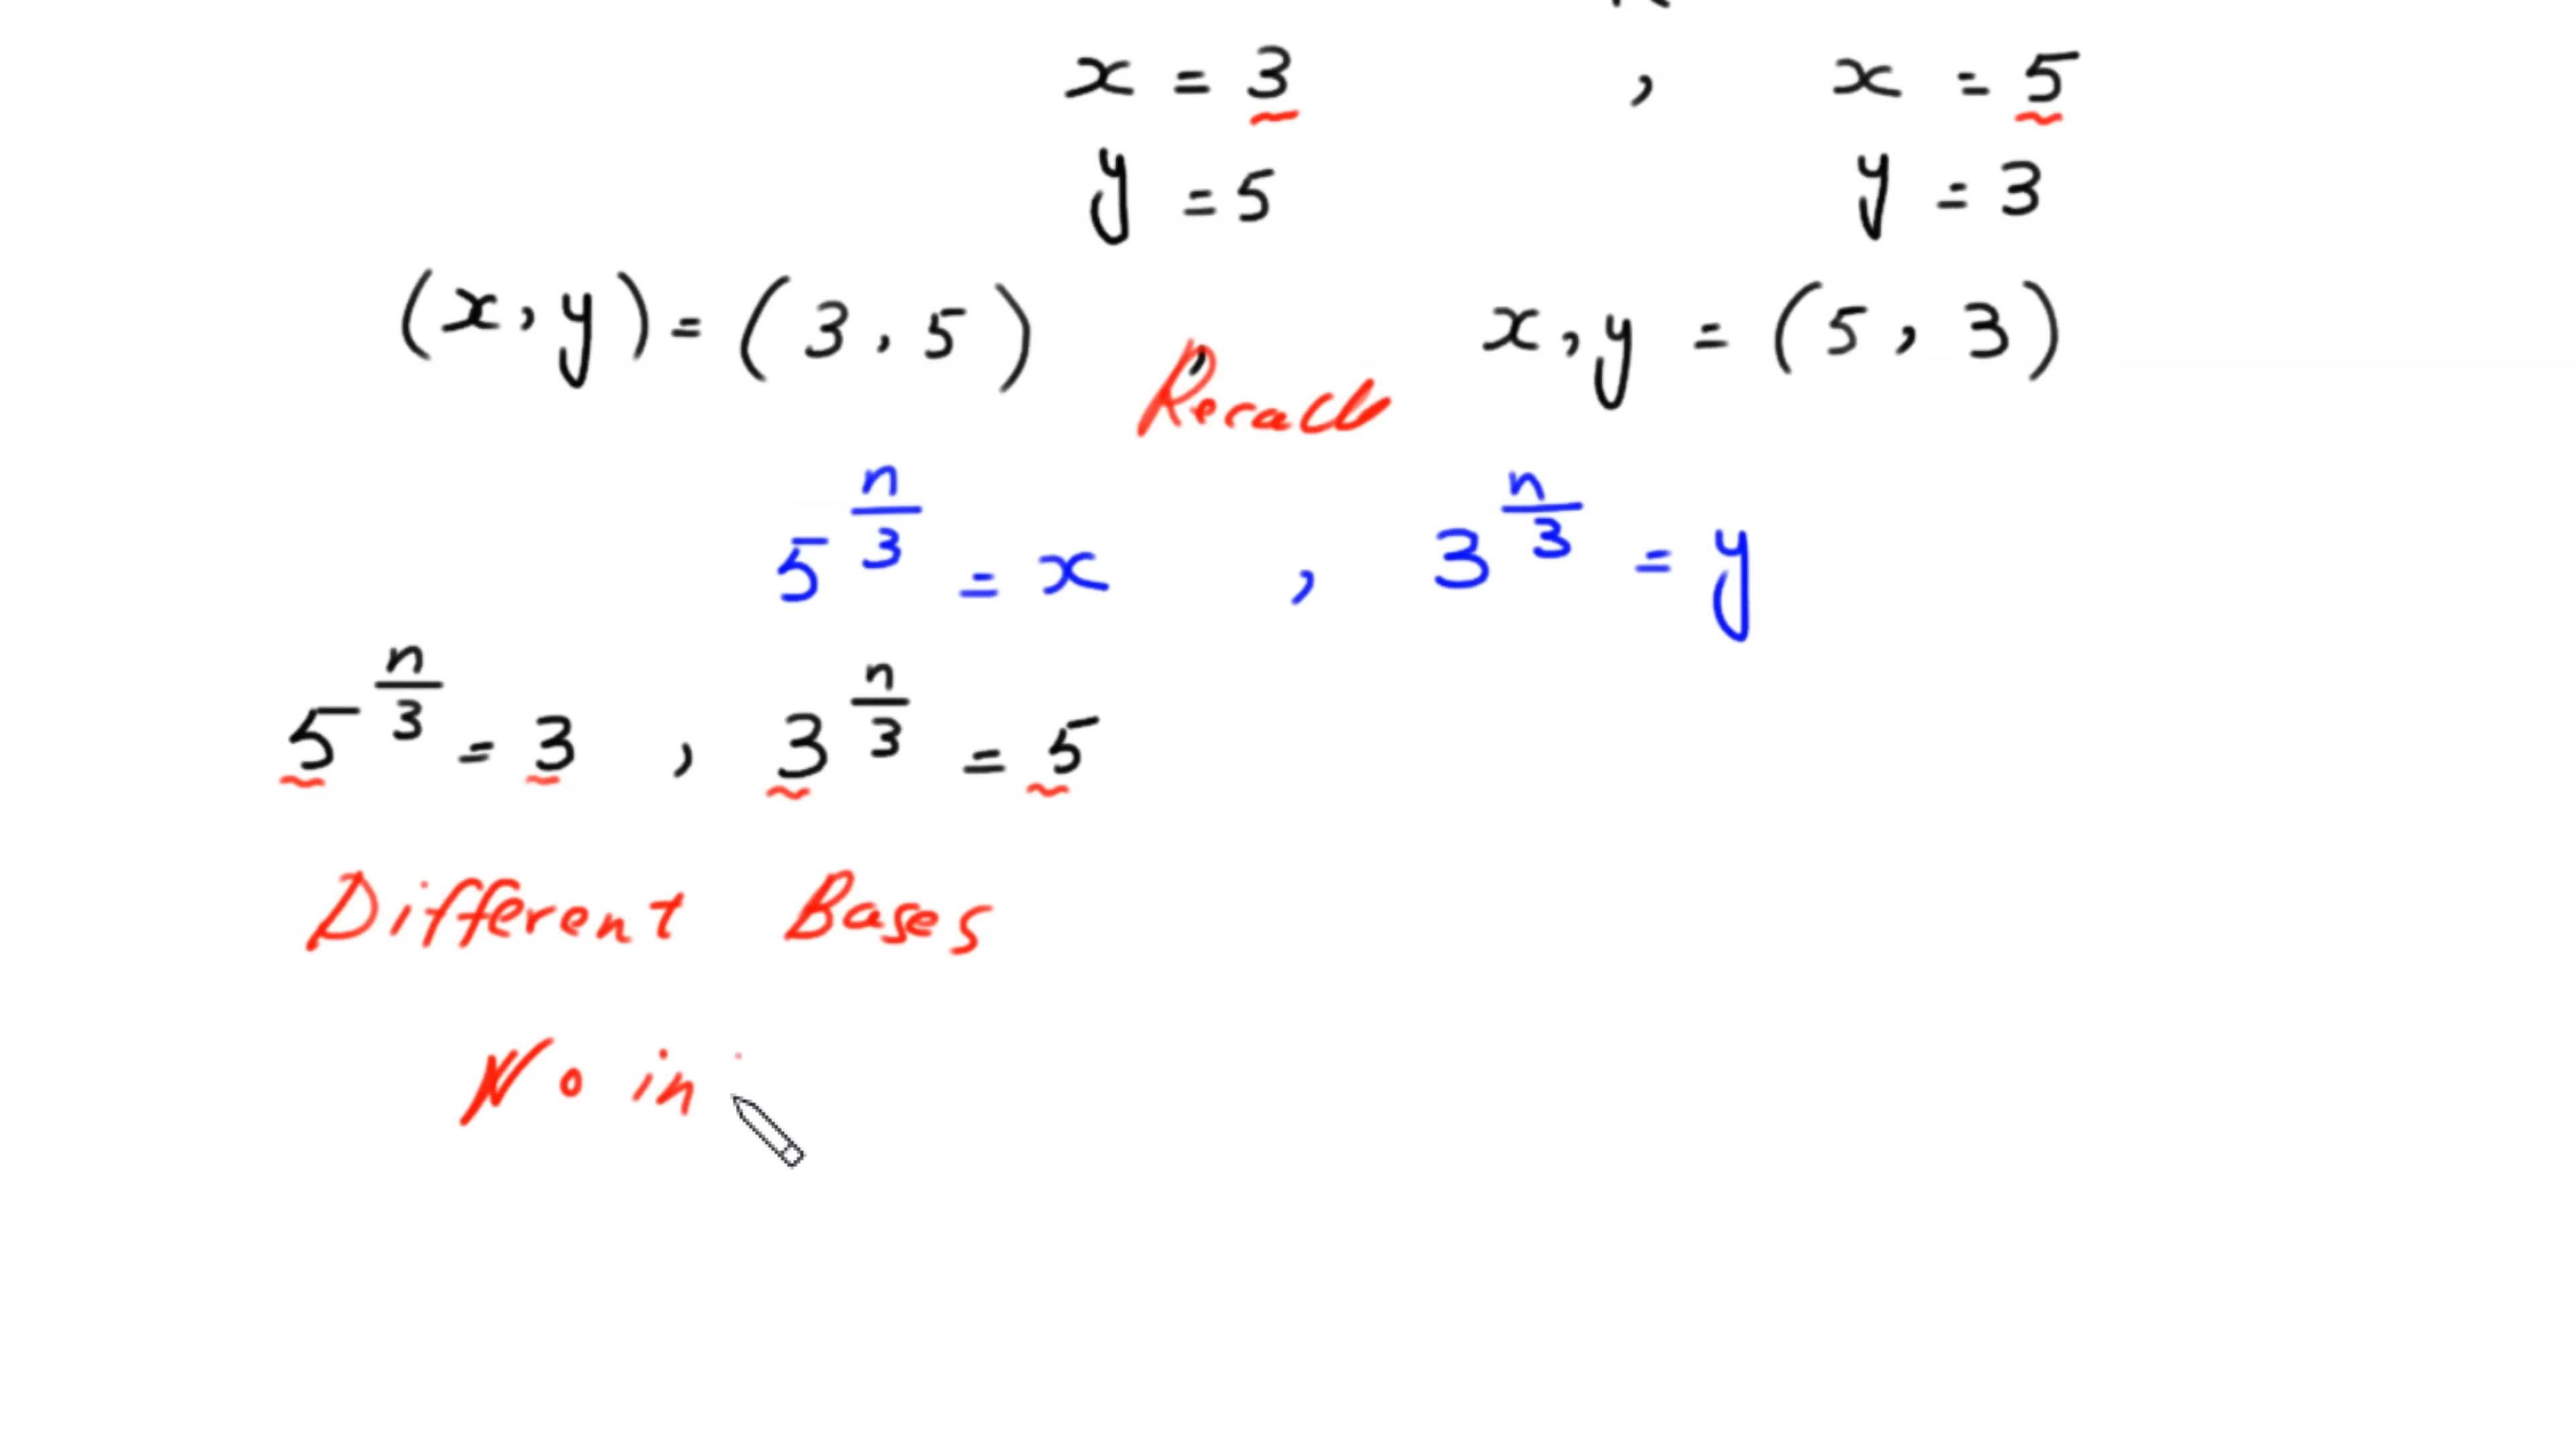 x = 3 , x = 5
y = 5 y = 3
(x, y) = (3, 5) , x, y = (5, 3)
Recall
5^(n/3) = x , 3^(n/3) = y
5^(n/3) = 3 , 3^(n/3) = 5
Different Bases
No in